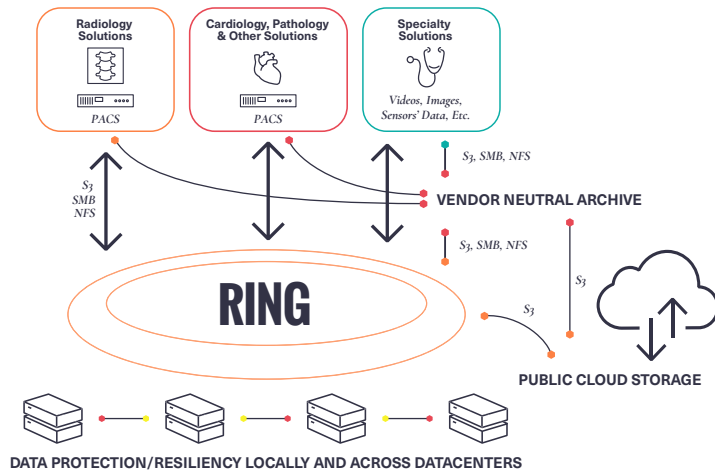 Radiology
Solutions
PACS
Cardiology, Pathology
& Other Solutions
PACS
Specialty
Solutions
Videos, Images,
Sensors' Data, Etc.
S3
SMB
NFS
S3, SMB, NFS
VENDOR NEUTRAL ARCHIVE
S3, SMB, NFS
S3
S3
RING
PUBLIC CLOUD STORAGE
DATA PROTECTION/RESILIENCY LOCALLY AND ACROSS DATACENTERS